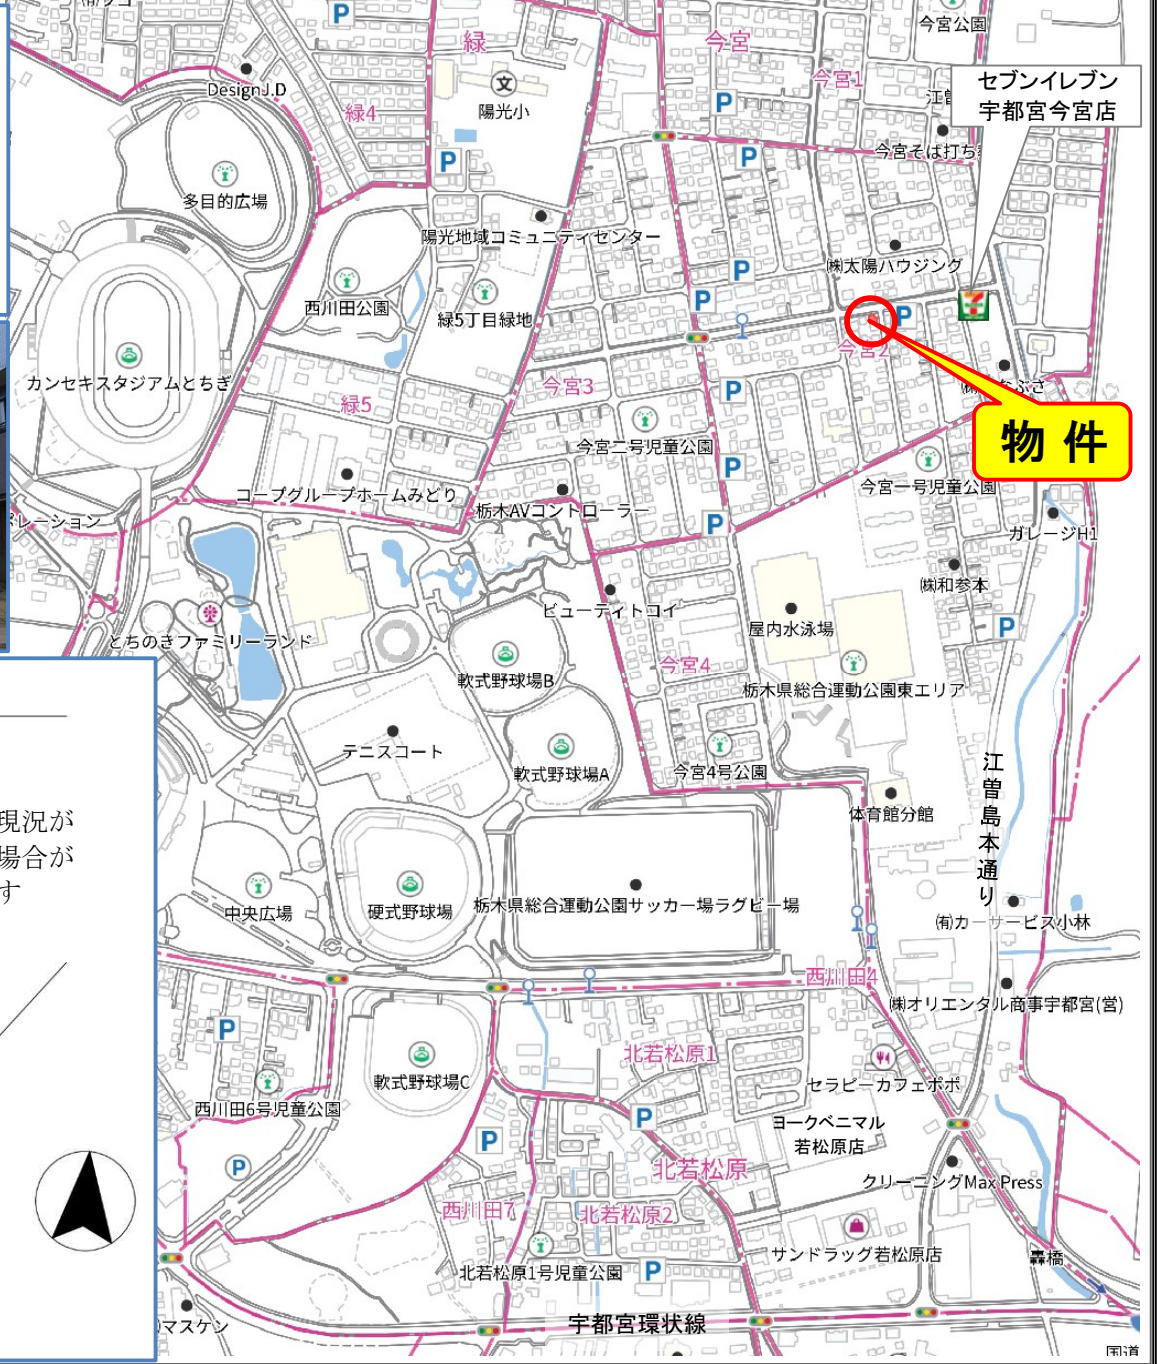 今宮公園
緑
今宮
セブンイレブン
宇都宮今宮店
DesignJ.D
緑4
陽光小
今宮1
今宮そば打ち
多目的広場
陽光地域コミュニティセンター
㈱太陽ハウジング
西川田公園
緑5丁目緑地
今宮2
カンセキスタジアムとちぎ
緑5
今宮3
物件
今宮二号児童公園
コープグループホームみどり
今宮一号児童公園
栃木AVコントローラー
ポレーション
ガレージH1
㈱和参本
ビューティトコイ
とちのきファミリーランド
屋内水泳場
今宮4
軟式野球場B
栃木県総合運動公園東エリア
テニスコート
軟式野球場A
今宮4号公園
江曽島本通り
体育館分館
現況が
場合が
す
中央広場
硬式野球場
栃木県総合運動公園サッカー場ラグビー場
㈲カーサービス小林
西川田4
㈱オリエンタル商事宇都宮(営)
北若松原1
軟式野球場C
セラピーカフェポポ
西川田6号児童公園
ヨークベニマル
若松原店
北若松原
クリーニングMax Press
西川田7
北若松原2
サンドラッグ若松原店
轟橋
北若松原1号児童公園
マスケン
宇都宮環状線
国道